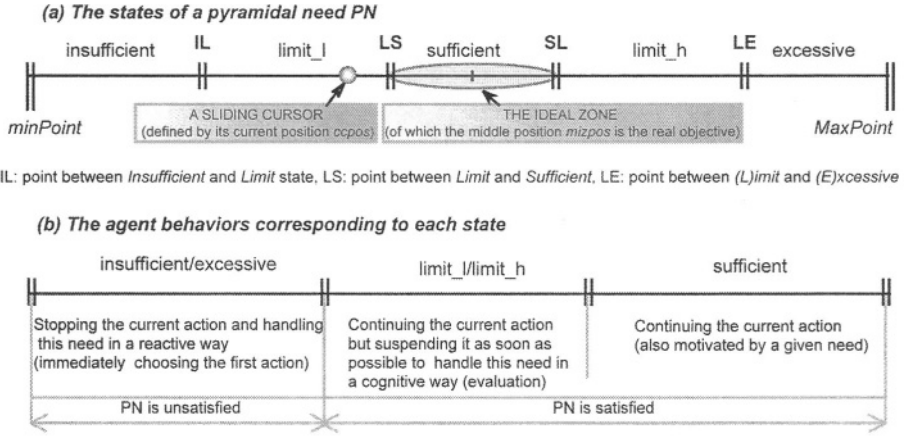 (a) The states of a pyramidal need PN
insufficient IL limit_l LS sufficient SL limit_h LE excessive
minPoint MaxPoint
A SLIDING CURSOR
(defined by its current position ccpos)
THE IDEAL ZONE
(of which the middle position mizpos is the real objective)
IL: point between Insufficient and Limit state, LS: point between Limit and Sufficient, LE: point between (L)imit and (E)xcessive
(b) The agent behaviors corresponding to each state
insufficient/excessive limit_l/limit_h sufficient
Stopping the current action and handling
this need in a reactive way
(immediately choosing the first action)
Continuing the current action
but suspending it as soon as
possible to handle this need in
a cognitive way (evaluation)
Continuing the current action
(also motivated by a given need)
PN is unsatisfied PN is satisfied